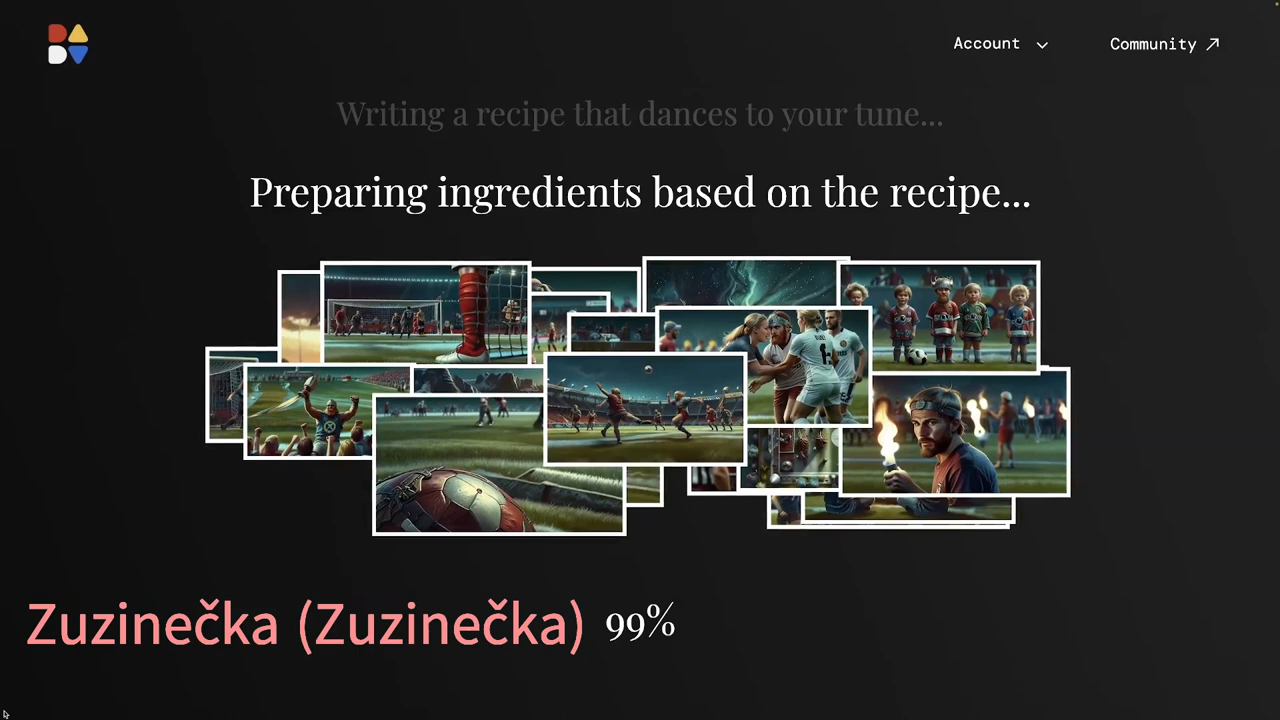 Account
Community
Writing a recipe that dances to your tune...
Preparing ingredients based on the recipe...
Zuzinečka (Zuzinečka) 99%